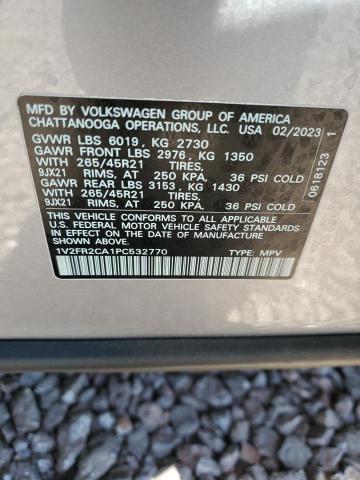 MFD BY VOLKSWAGEN GROUP OF AMERICA
CHATTANOOGA OPERATIONS, LLC. USA 02/2023
GVWR LBS 6019, KG 2730
GAWR FRONT LBS 2976, KG 1350
WITH 265/45R21 TIRES,
9JX21 RIMS, AT 250 KPA, 36 PSI COLD
GAWR REAR LBS 3153, KG 1430
WITH 265/45R21 TIRES,
9JX21 RIMS, AT 250 KPA, 36 PSI COLD
THIS VEHICLE CONFORMS TO ALL APPLICABLE
U.S. FEDERAL MOTOR VEHICLE SAFETY STANDARDS
IN EFFECT ON THE DATE OF MANUFACTURE SHOWN ABOVE.
1V2FR2CA1PC532770 TYPE: MPV
0618123 1